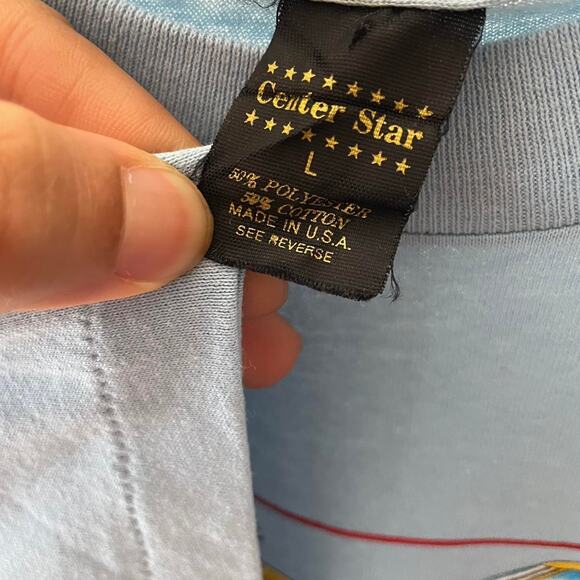 Center Star
L
50% POLYESTER
50% COTTON
MADE IN U.S.A.
SEE REVERSE